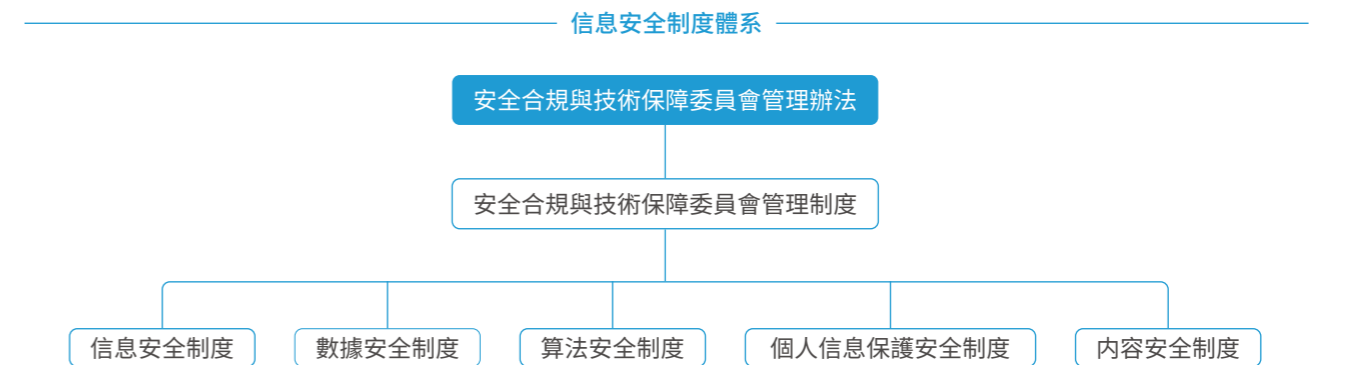 信息安全制度體系
安全合規與技術保障委員會管理辦法
安全合規與技術保障委員會管理制度
信息安全制度
數據安全制度
算法安全制度
個人信息保護安全制度
內容安全制度